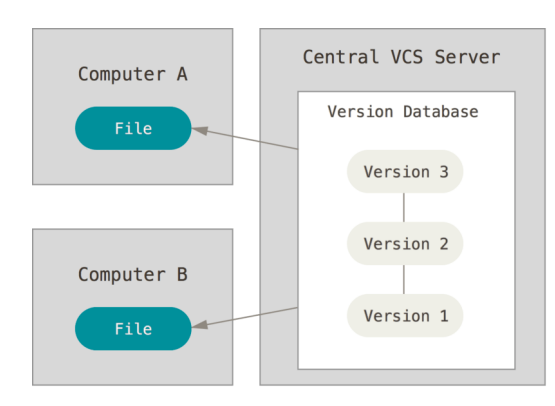 Computer A
File
Central VCS Server
Version Database
Version 3
Version 2
Version 1
Computer B
File